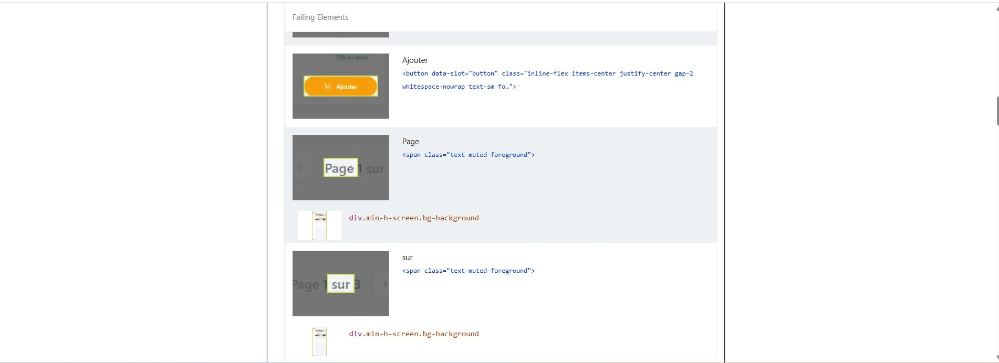 Failing Elements
500 en stock
Ajouter
Ajouter
<button data-slot="button" class="inline-flex items-center justify-center gap-2
whitespace-nowrap text-sm fo…">
Page 1 sur
Page
<span class="text-muted-foreground">
div.min-h-screen.bg-background
Page 1 sur 3
sur
<span class="text-muted-foreground">
div.min-h-screen.bg-background